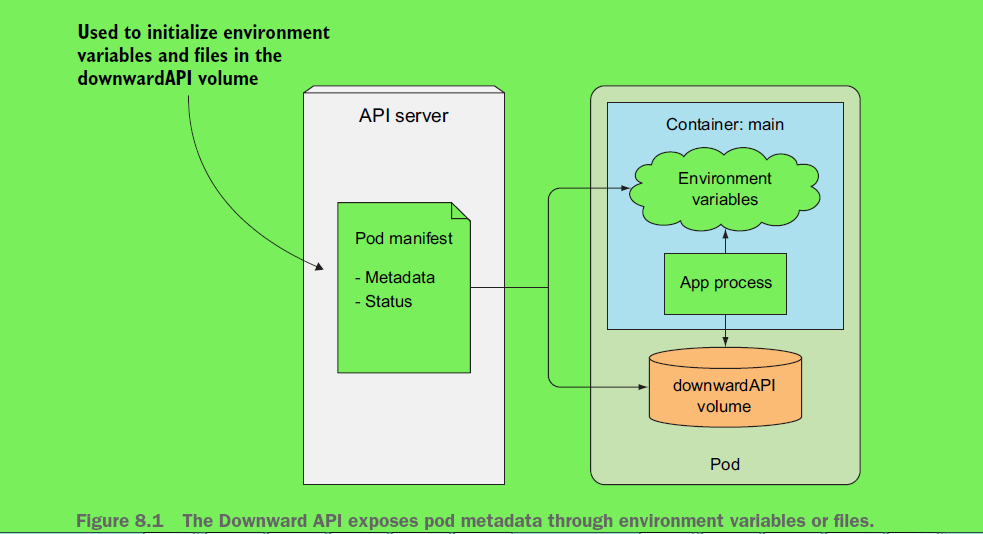 Used to initialize environment
variables and files in the
downwardAPI volume
API server
Pod manifest
- Metadata
- Status
Container: main
Environment
variables
App process
downwardAPI
volume
Pod
Figure 8.1 The Downward API exposes pod metadata through environment variables or files.